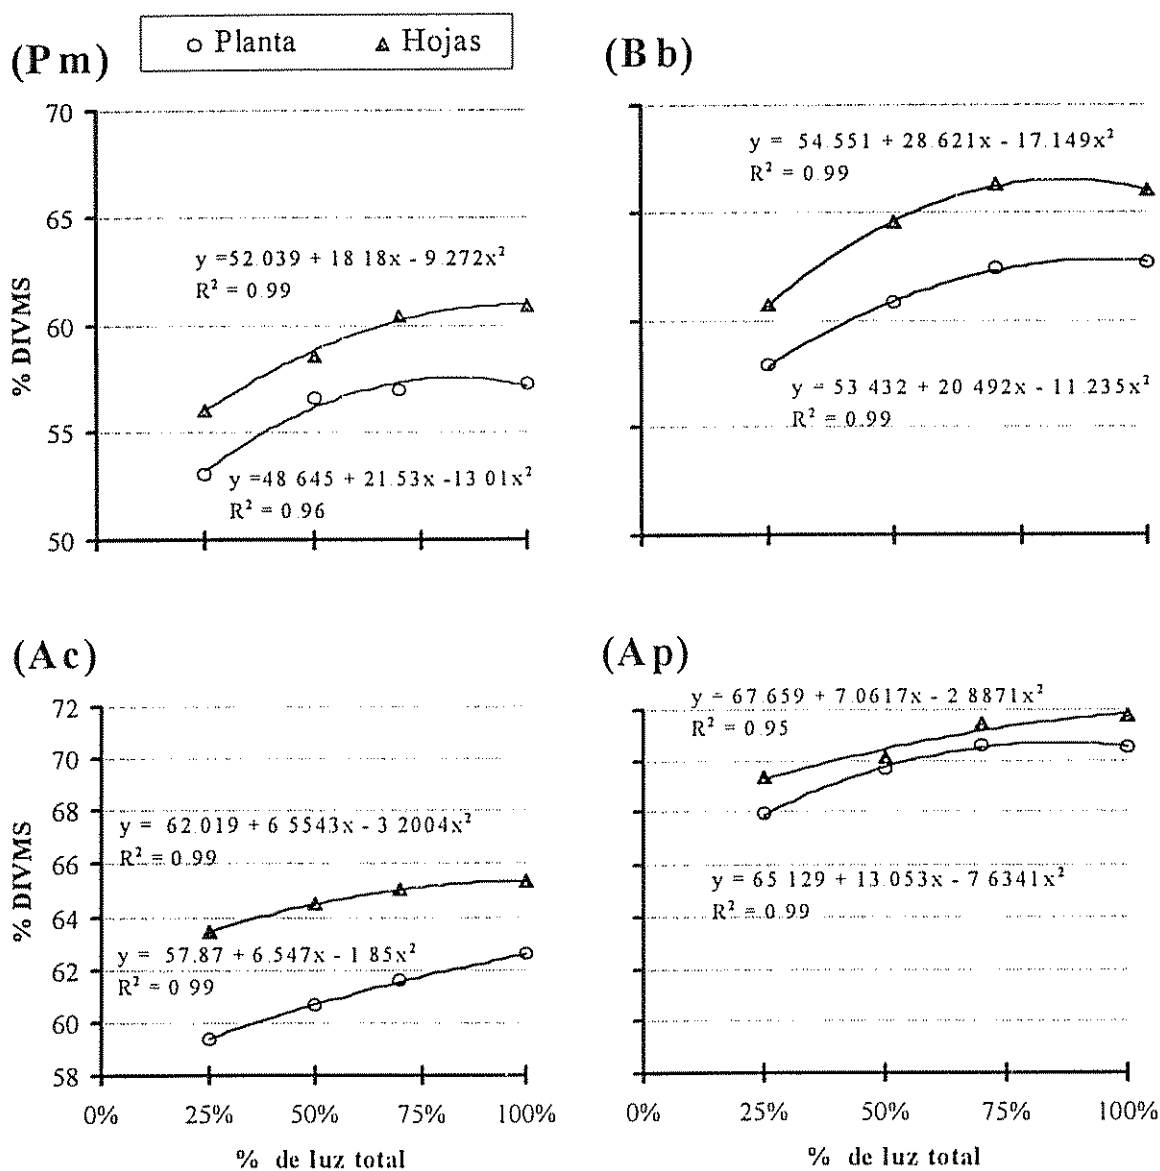 (Pm)
○ Planta △ Hojas
(Bb)
70
65
60
55
50
% DIVMS
y =52.039 + 18 18x - 9.272x²
R² = 0.99
y =48 645 + 21.53x -13 01x²
R² = 0.96
y = 54.551 + 28.621x - 17.149x²
R² = 0.99
y = 53 432 + 20 492x - 11.235x²
R² = 0.99
(Ac)
(Ap)
72
70
68
66
64
62
60
58
% DIVMS
y = 62.019 + 6 5543x - 3 2004x²
R² = 0.99
y = 57.87 + 6.547x - 1 85x²
R² = 0 99
y = 67.659 + 7.0617x - 2 8871x²
R² = 0.95
y = 65 129 + 13.053x - 7 6341x²
R² = 0.99
0% 25% 50% 75% 100%
0% 25% 50% 75% 100%
% de luz total
% de luz total